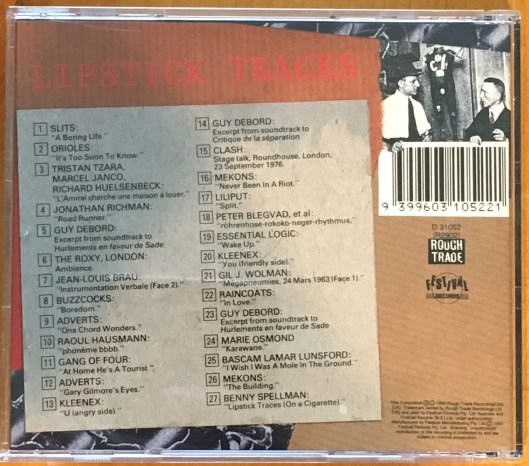 LIPSTICK TRACES
1 SLITS:
"A Boring Life."
2 ORIOLES:
"It's Too Soon To Know."
3 TRISTAN TZARA,
MARCEL JANCO,
RICHARD HUELSENBECK:
"L'Amiral cherche une maison à louer."
4 JONATHAN RICHMAN:
"Road Runner."
5 GUY DEBORD:
Excerpt from soundtrack to
Hurlements en faveur de Sade
6 THE ROXY, LONDON:
Ambience.
7 JEAN-LOUIS BRAU:
"Instrumentation Verbale (Face 2)."
8 BUZZCOCKS:
"Boredom."
9 ADVERTS:
"One Chord Wonders."
10 RAOUL HAUSMANN:
"phonème bbbb."
11 GANG OF FOUR:
"At Home He's A Tourist."
12 ADVERTS:
"Gary Gilmore's Eyes."
13 KLEENEX:
"U (angry side)."
14 GUY DEBORD:
Excerpt from soundtrack to
Critique de la séparation
15 CLASH:
Stage talk, Roundhouse, London,
23 September 1976.
16 MEKONS:
"Never Been In A Riot."
17 LILIPUT:
"Split."
18 PETER BLEGVAD, et al:
"röhrenhose-rokoko-neger-rhythmus."
19 ESSENTIAL LOGIC:
"Wake Up."
20 KLEENEX:
"You (friendly side)."
21 GIL J. WOLMAN:
"Mégapneumies, 24 Mars 1963 (Face 1)."
22 RAINCOATS:
"In Love."
23 GUY DEBORD:
Excerpt from soundtrack to
Hurlements en faveur de Sade
24 MARIE OSMOND
"Karawane."
25 BASCAM LAMAR LUNSFORD:
"I Wish I Was A Mole In The Ground."
26 MEKONS:
"The Building."
27 BENNY SPELLMAN:
"Lipstick Traces (On a Cigarette)."
9 399603 105221
D 31052
(R2902)
ROUGH
TRADE
FESTIVAL
RECORDS